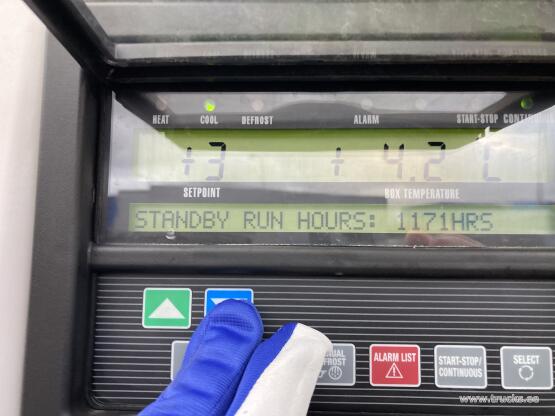 HEAT COOL DEFROST ALARM START-STOP
+3 + 4.2 C
SETPOINT BOX TEMPERATURE
STANDBY RUN HOURS: 1171HRS
ALARM LIST
START-STOP/
CONTINUOUS
SELECT
www.trucks.ee